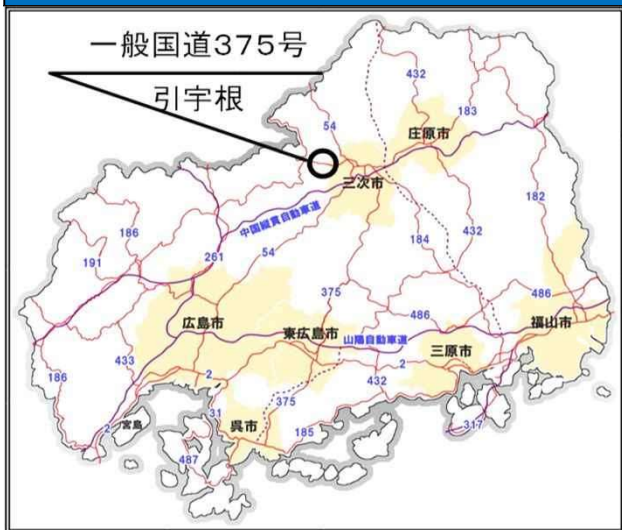 一般国道375号
引宇根
432
183
54
庄原市
三次市
182
中国縦貫自動車道
186
54
184
432
191
261
375
486
486
広島市
東広島市
山陽自動車道
福山市
三原市
433
2
186
2
432
375
31
呉市
185
2
宮島
317
487